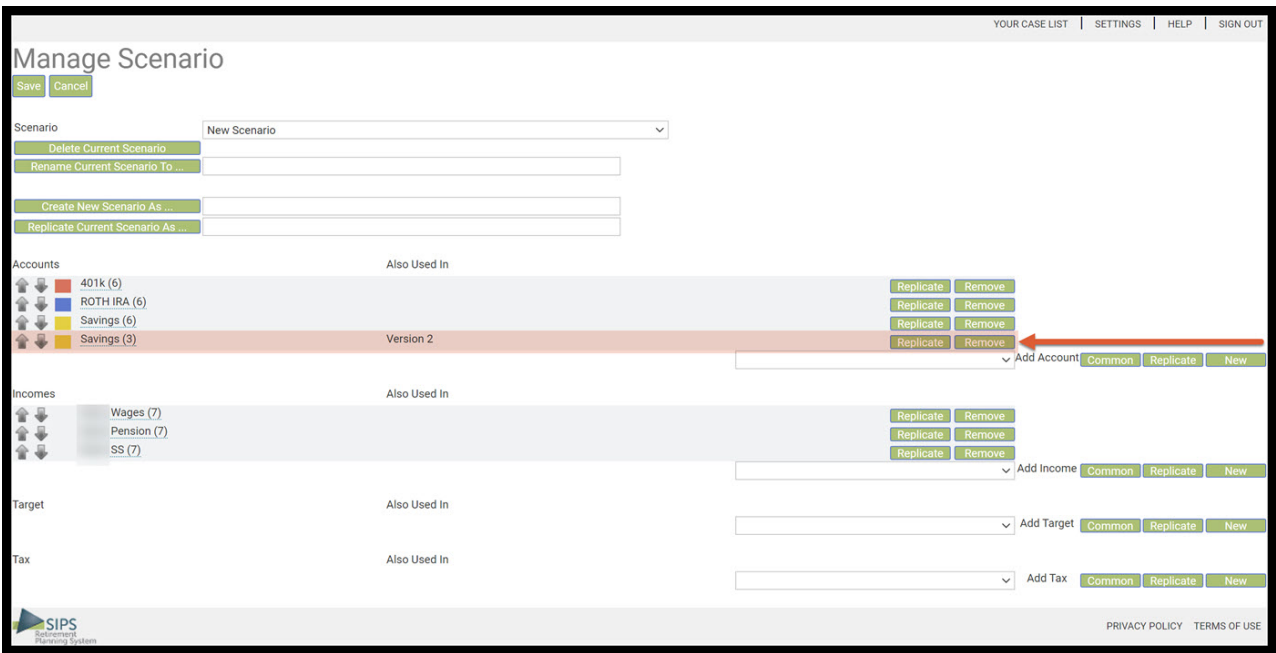 YOUR CASE LIST | SETTINGS | HELP | SIGN OUT
Manage Scenario
Save Cancel
Scenario New Scenario
Delete Current Scenario
Rename Current Scenario To ...
Create New Scenario As ...
Replicate Current Scenario As ...
Accounts Also Used In
401k (6) Replicate Remove
ROTH IRA (6) Replicate Remove
Savings (6) Replicate Remove
Savings (3) Version 2 Replicate Remove
Add Account Common Replicate New
Incomes Also Used In
Wages (7) Replicate Remove
Pension (7) Replicate Remove
SS (7) Replicate Remove
Add Income Common Replicate New
Target Also Used In
Add Target Common Replicate New
Tax Also Used In
Add Tax Common Replicate New
SIPS
Retirement
Planning System
PRIVACY POLICY TERMS OF USE